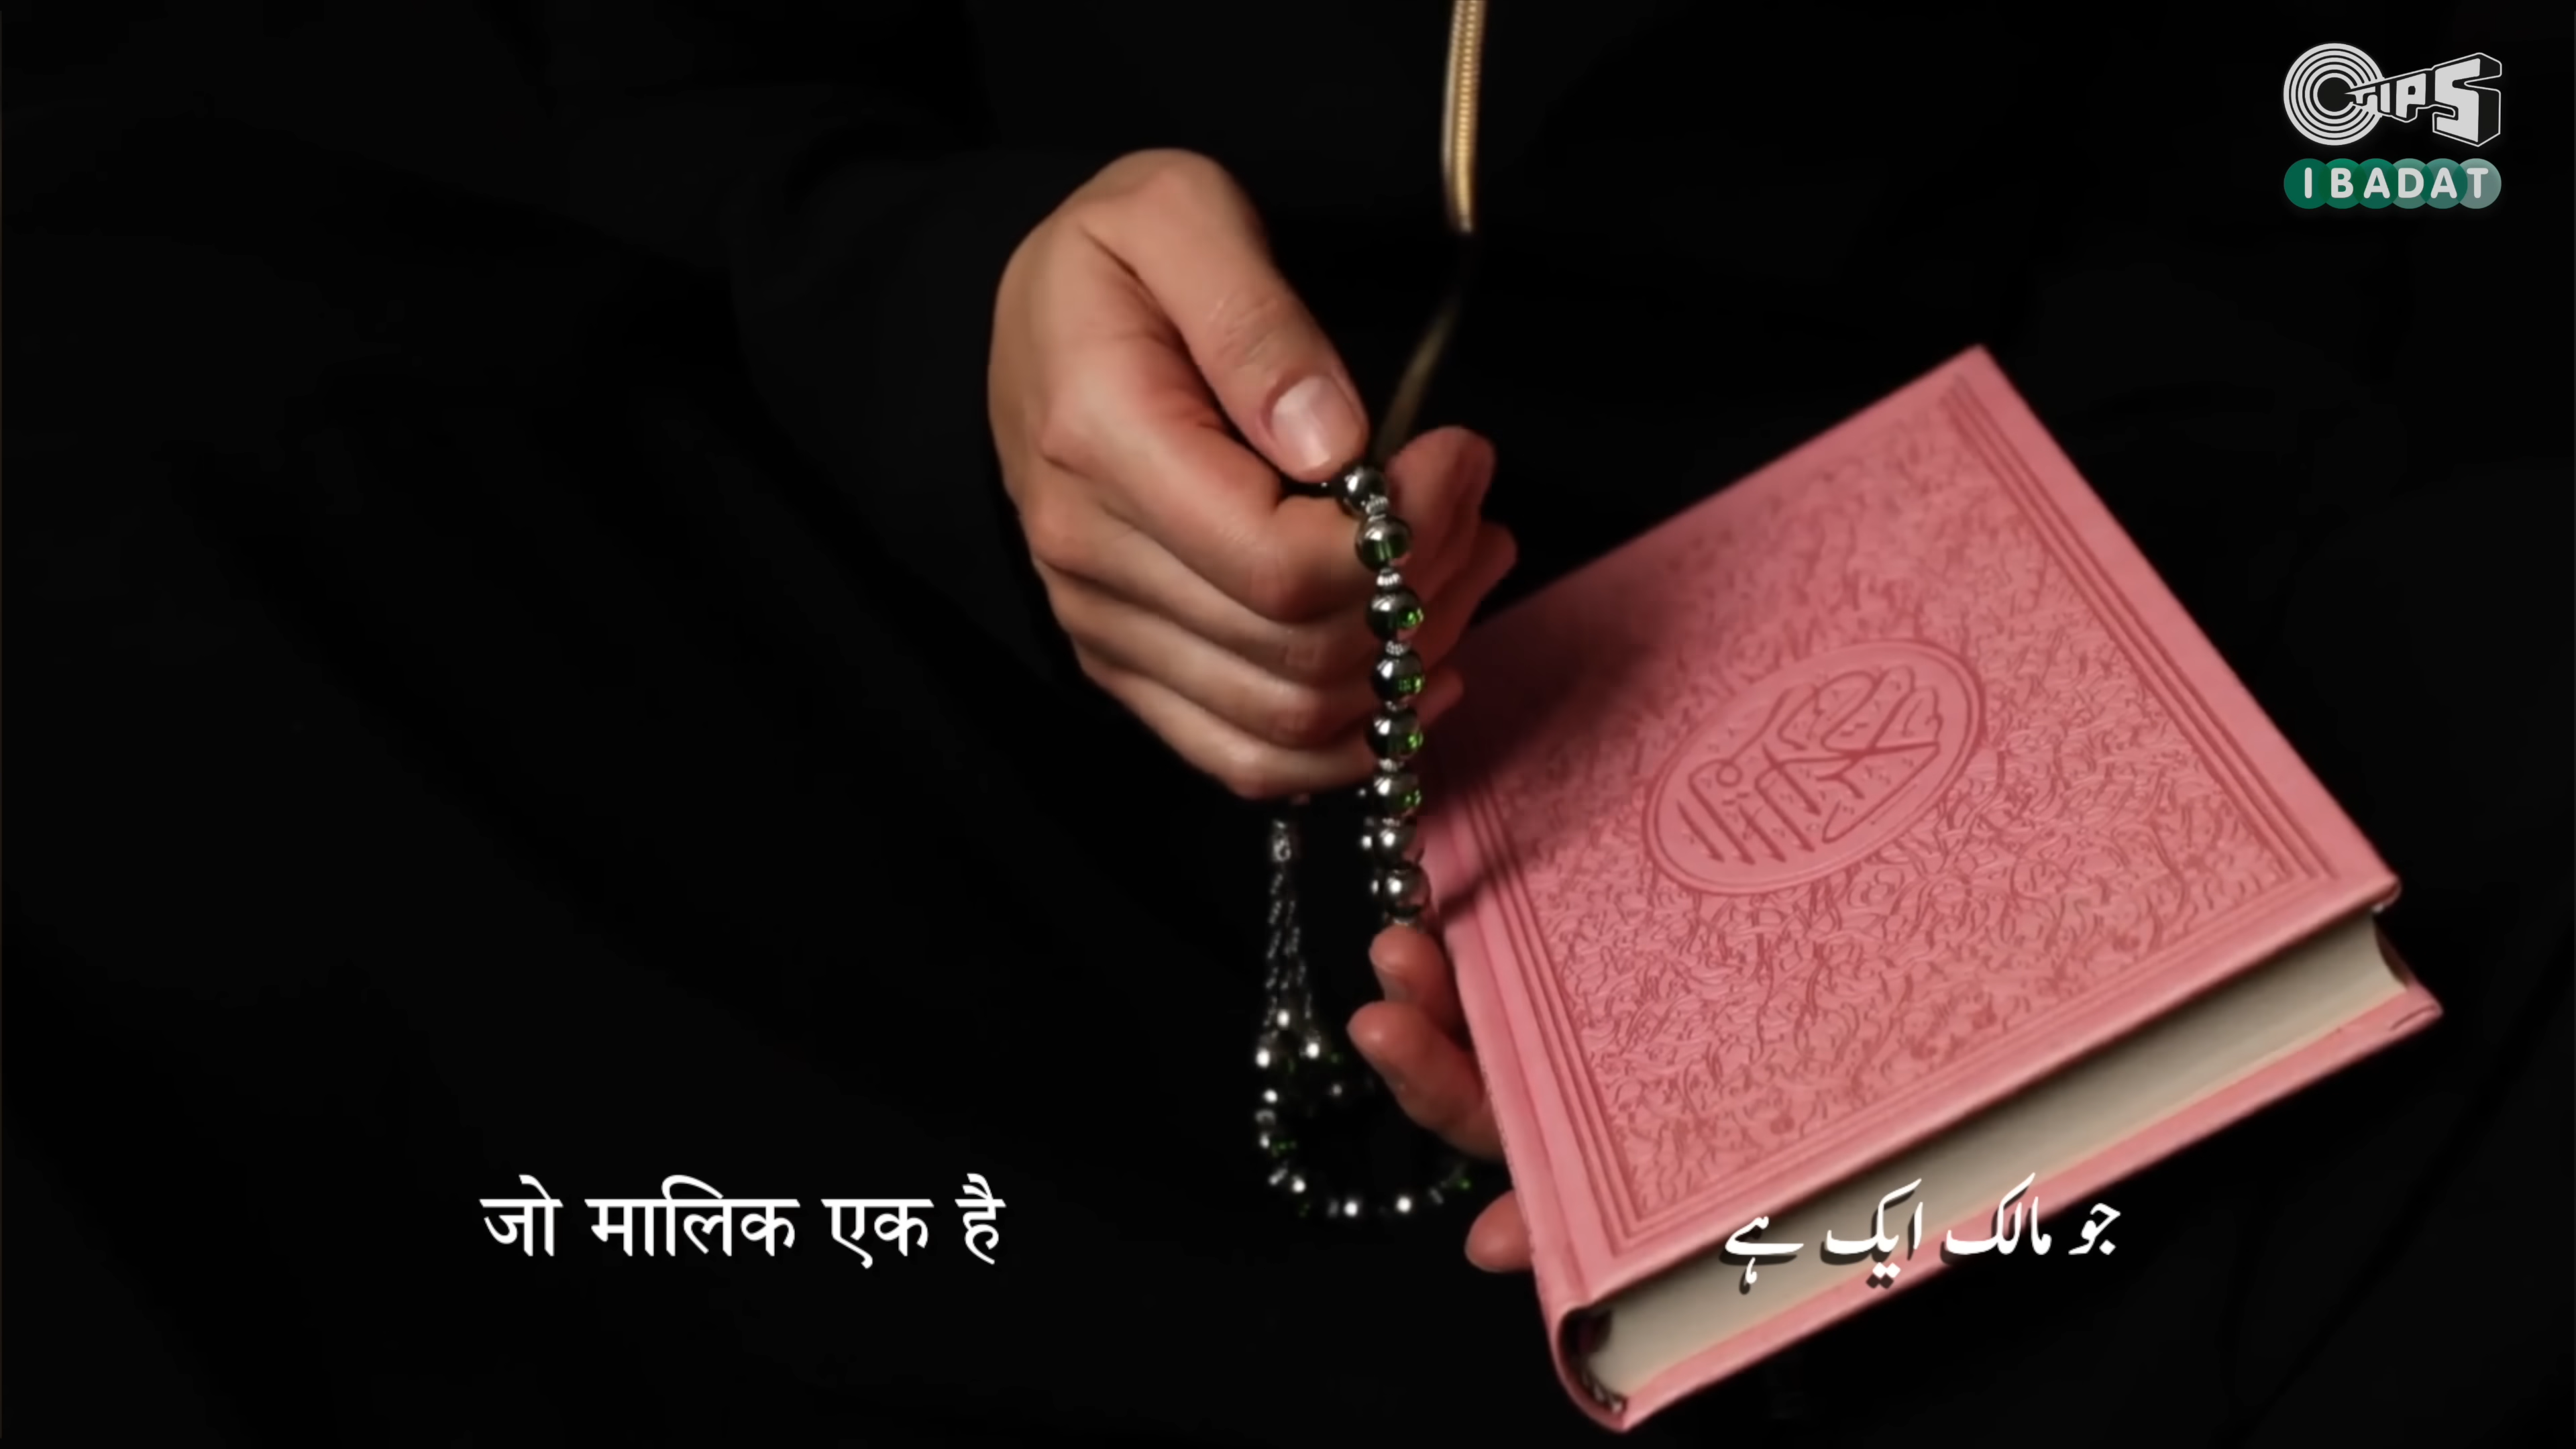 TIPS
IBADAT
जो मालिक एक है
جو مالک ایک ہے